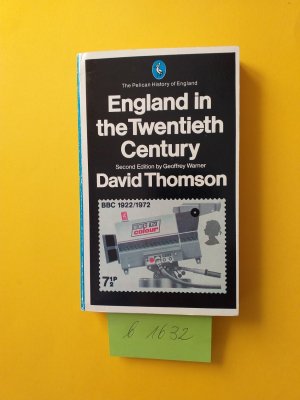 The Pelican History of England
England in
the Twentieth
Century
Second Edition by Geoffrey Warner
David Thomson
BBC 1922/1972
colour
7½P
b 1632